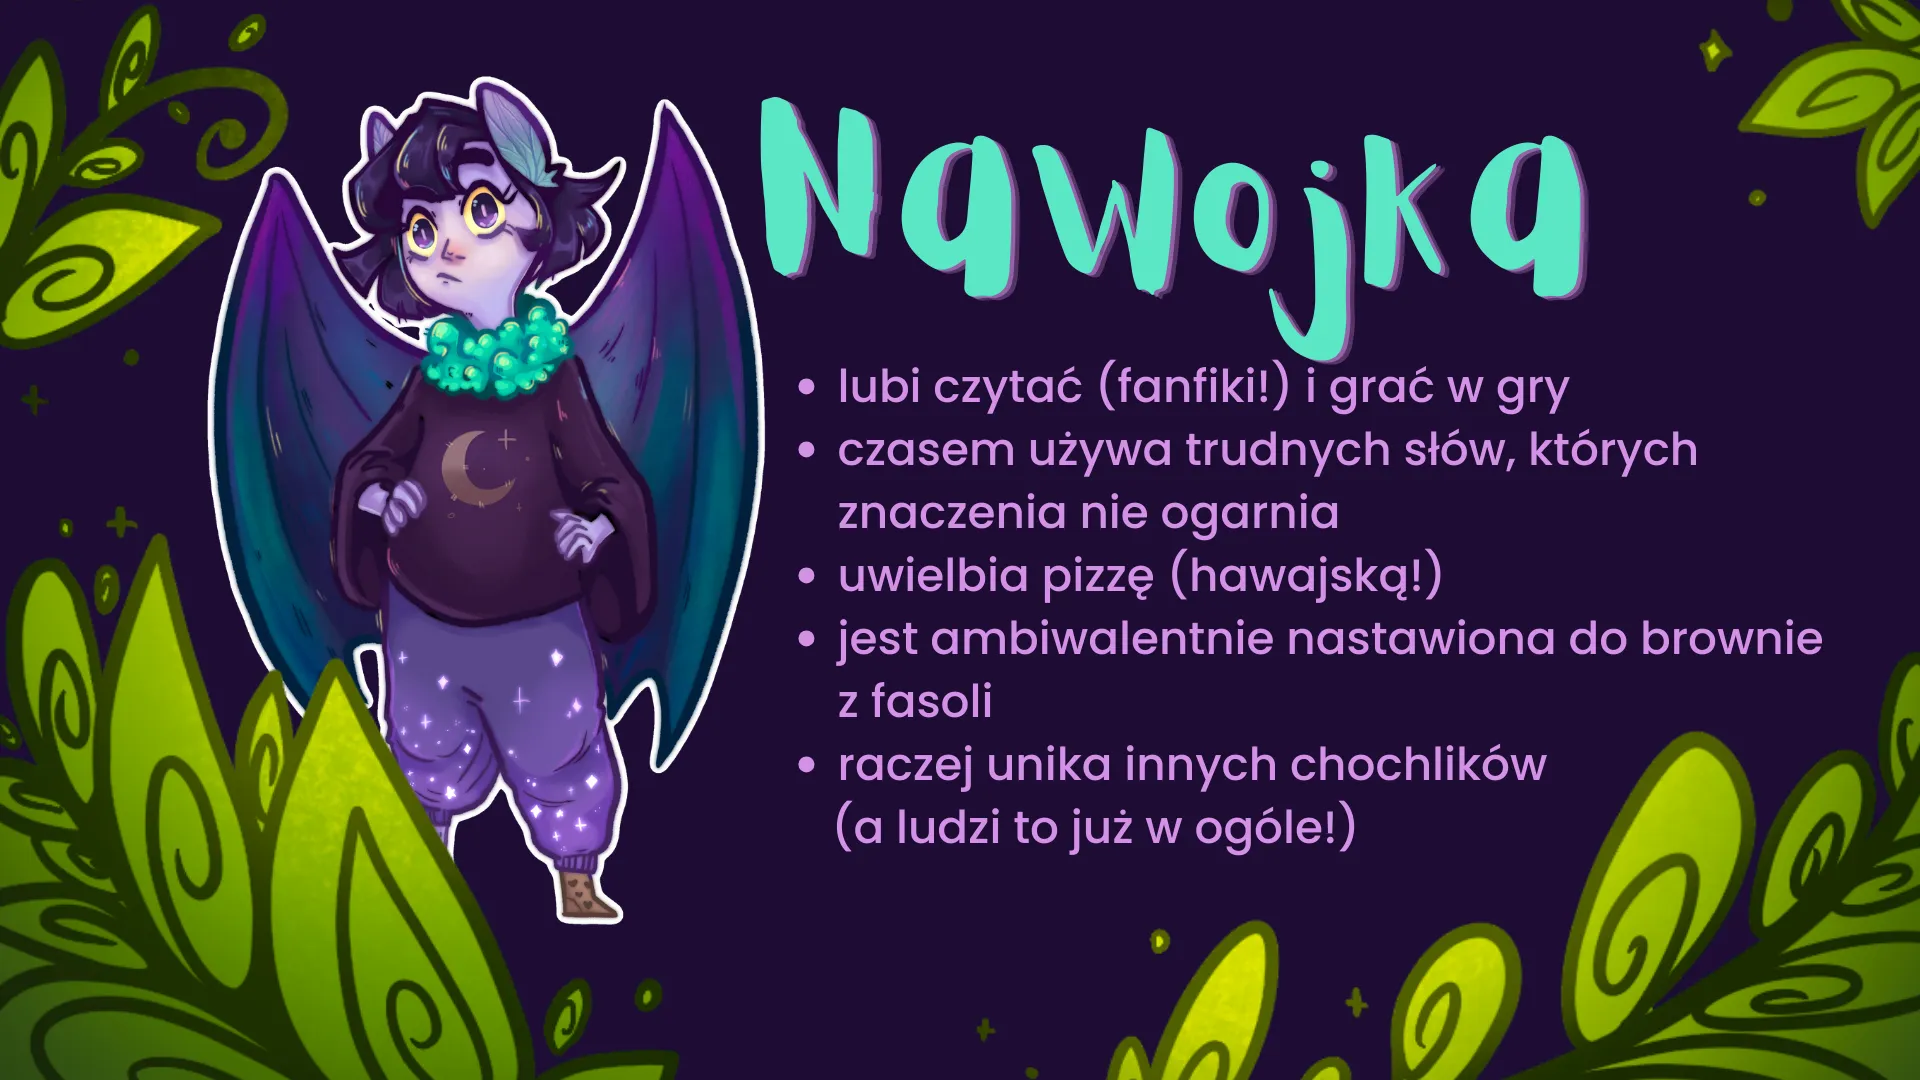 Nawojka
• lubi czytać (fanfiki!) i grać w gry
• czasem używa trudnych słów, których
znaczenia nie ogarnia
• uwielbia pizzę (hawajską!)
• jest ambiwalentnie nastawiona do brownie
z fasoli
• raczej unika innych chochlików
(a ludzi to już w ogóle!)